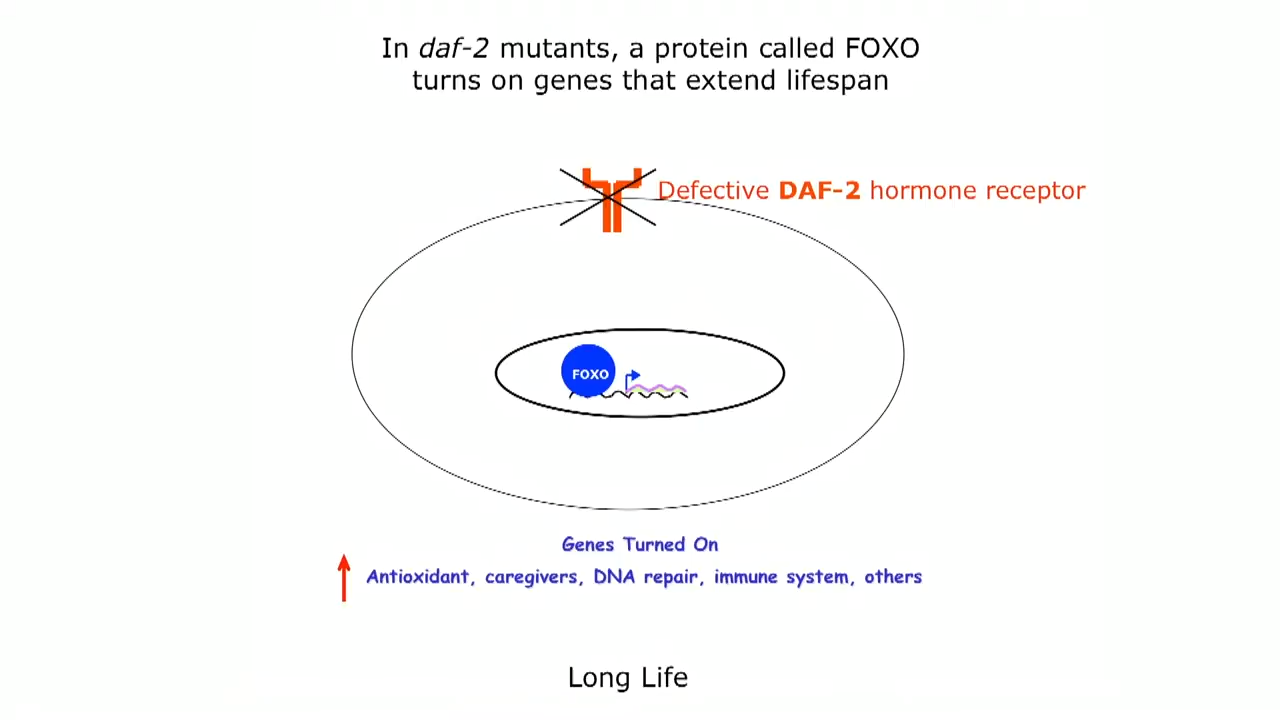 In daf-2 mutants, a protein called FOXO
turns on genes that extend lifespan
Defective DAF-2 hormone receptor
FOXO
Genes Turned On
Antioxidant, caregivers, DNA repair, immune system, others
Long Life